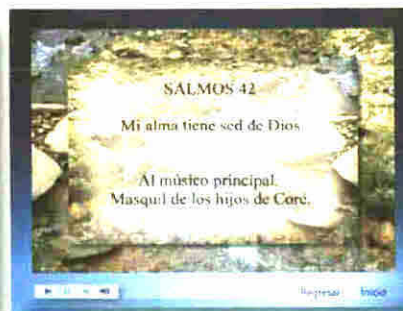 SALMOS 42
Mi alma tiene sed de Dios
Al músico principal.
Masquil de los hijos de Coré.
Regresar Inicio